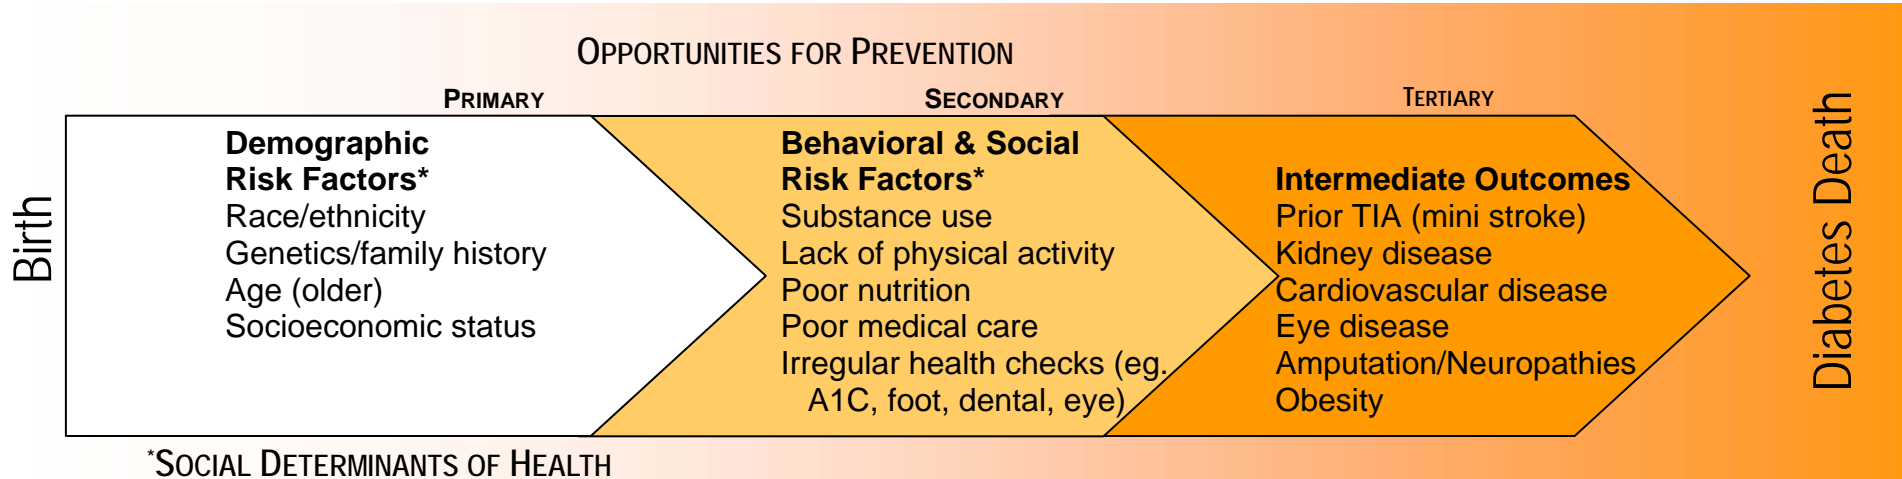 OPPORTUNITIES FOR PREVENTION
PRIMARY
SECONDARY
TERTIARY
Birth
Demographic
Risk Factors*
Race/ethnicity
Genetics/family history
Age (older)
Socioeconomic status
Behavioral & Social
Risk Factors*
Substance use
Lack of physical activity
Poor nutrition
Poor medical care
Irregular health checks (eg.
A1C, foot, dental, eye)
Intermediate Outcomes
Prior TIA (mini stroke)
Kidney disease
Cardiovascular disease
Eye disease
Amputation/Neuropathies
Obesity
Diabetes Death
*SOCIAL DETERMINANTS OF HEALTH